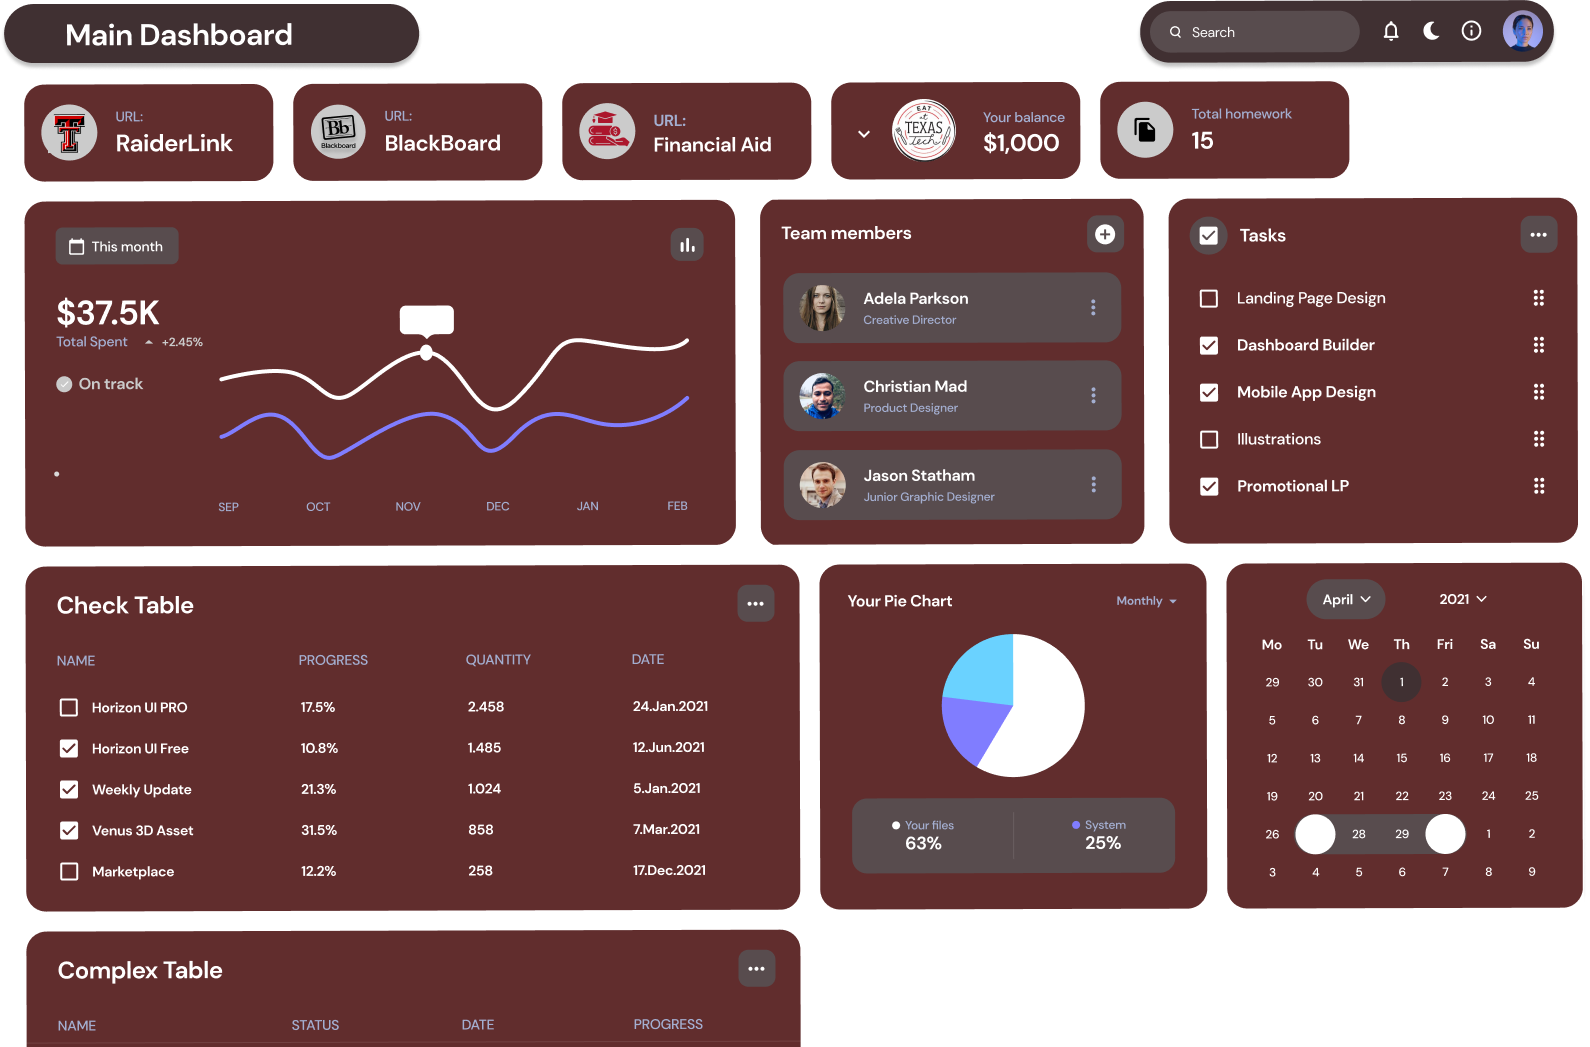 Main Dashboard
Search
URL:
RaiderLink
Bb
Blackboard
URL:
BlackBoard
URL:
Financial Aid
EAT
at
TEXAS
tech
Your balance
$1,000
Total homework
15
This month
$37.5K
Total Spent +2.45%
On track
SEP OCT NOV DEC JAN FEB
Team members
Adela Parkson
Creative Director
Christian Mad
Product Designer
Jason Statham
Junior Graphic Designer
Tasks
Landing Page Design
Dashboard Builder
Mobile App Design
Illustrations
Promotional LP
Check Table
NAME PROGRESS QUANTITY DATE
Horizon UI PRO 17.5% 2.458 24.Jan.2021
Horizon UI Free 10.8% 1.485 12.Jun.2021
Weekly Update 21.3% 1.024 5.Jan.2021
Venus 3D Asset 31.5% 858 7.Mar.2021
Marketplace 12.2% 258 17.Dec.2021
Your Pie Chart Monthly
Your files
63%
System
25%
April 2021
Mo Tu We Th Fri Sa Su
29 30 31 1 2 3 4
5 6 7 8 9 10 11
12 13 14 15 16 17 18
19 20 21 22 23 24 25
26 28 29 1 2
3 4 5 6 7 8 9
Complex Table
NAME STATUS DATE PROGRESS